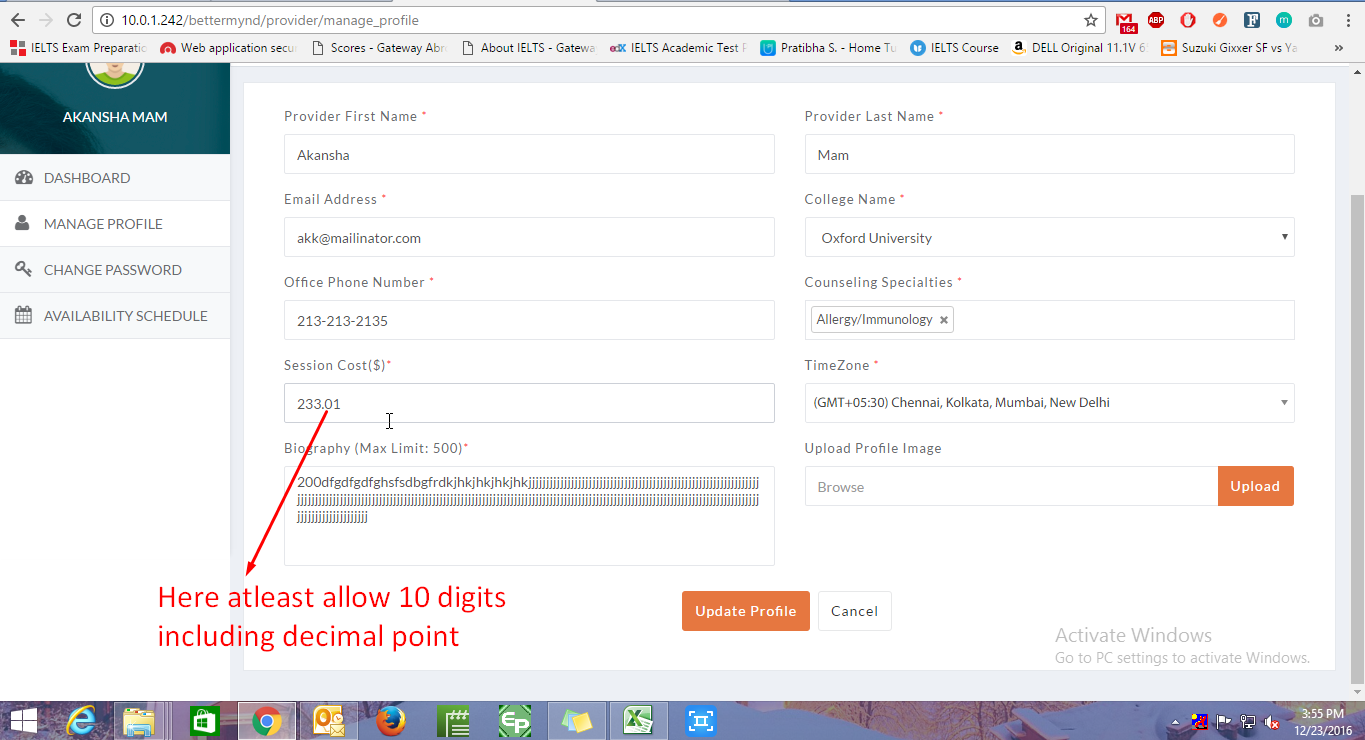 10.0.1.242/bettermynd/provider/manage_profile
164
ABP
IELTS Exam Preparatio
Web application secu
Scores - Gateway Abr
About IELTS - Gatewa
edX
IELTS Academic Test P
Pratibha S. - Home Tu
IELTS Course
DELL Original 11.1V 6
Suzuki Gixxer SF vs Ya
AKANSHA MAM
DASHBOARD
MANAGE PROFILE
CHANGE PASSWORD
AVAILABILITY SCHEDULE
Provider First Name *
Provider Last Name *
Akansha
Mam
Email Address *
College Name *
akk@mailinator.com
Oxford University
Office Phone Number *
Counseling Specialties *
213-213-2135
Allergy/Immunology ×
Session Cost($)*
TimeZone *
233.01
(GMT+05:30) Chennai, Kolkata, Mumbai, New Delhi
Biography (Max Limit: 500)*
Upload Profile Image
Browse
Upload
Here atleast allow 10 digits
including decimal point
Update Profile
Cancel
Activate Windows
Go to PC settings to activate Windows.
3:55 PM
12/23/2016